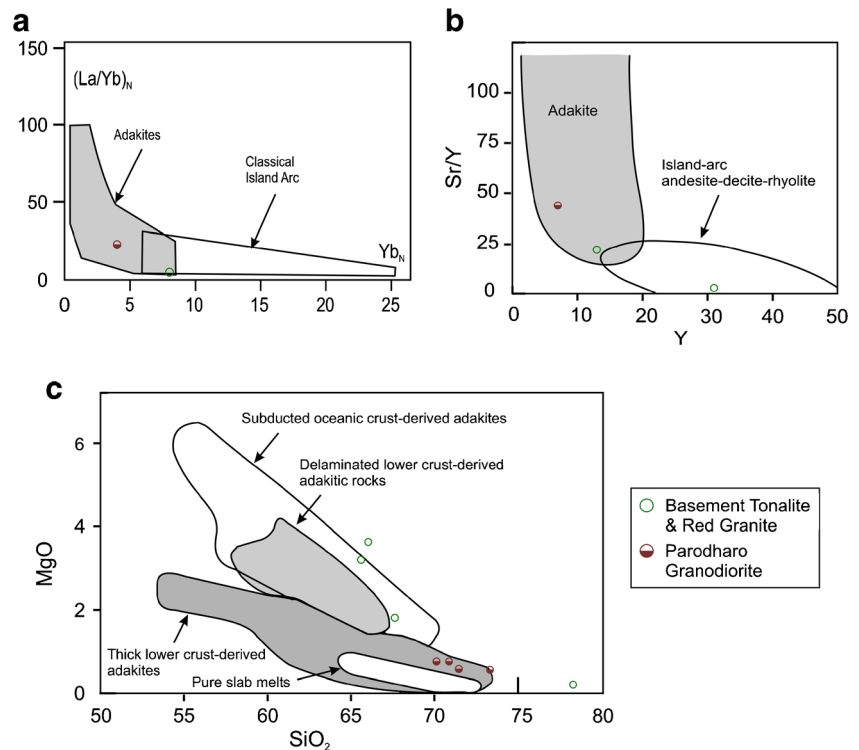 a
150
100
50
0
(La/Yb)N
Adakites
Classical
Island Arc
YbN
0
5
10
15
20
25
b
Sr/Y
100
75
50
25
0
Adakite
Island-arc
andesite-decite-rhyolite
0
10
20
30
40
50
Y
c
MgO
6
4
2
0
Subducted oceanic crust-derived adakites
Delaminated lower crust-derived
adakitic rocks
Thick lower crust-derived
adakites
Pure slab melts
50
55
60
65
70
75
80
SiO2
Basement Tonalite
& Red Granite
Parodharo
Granodiorite